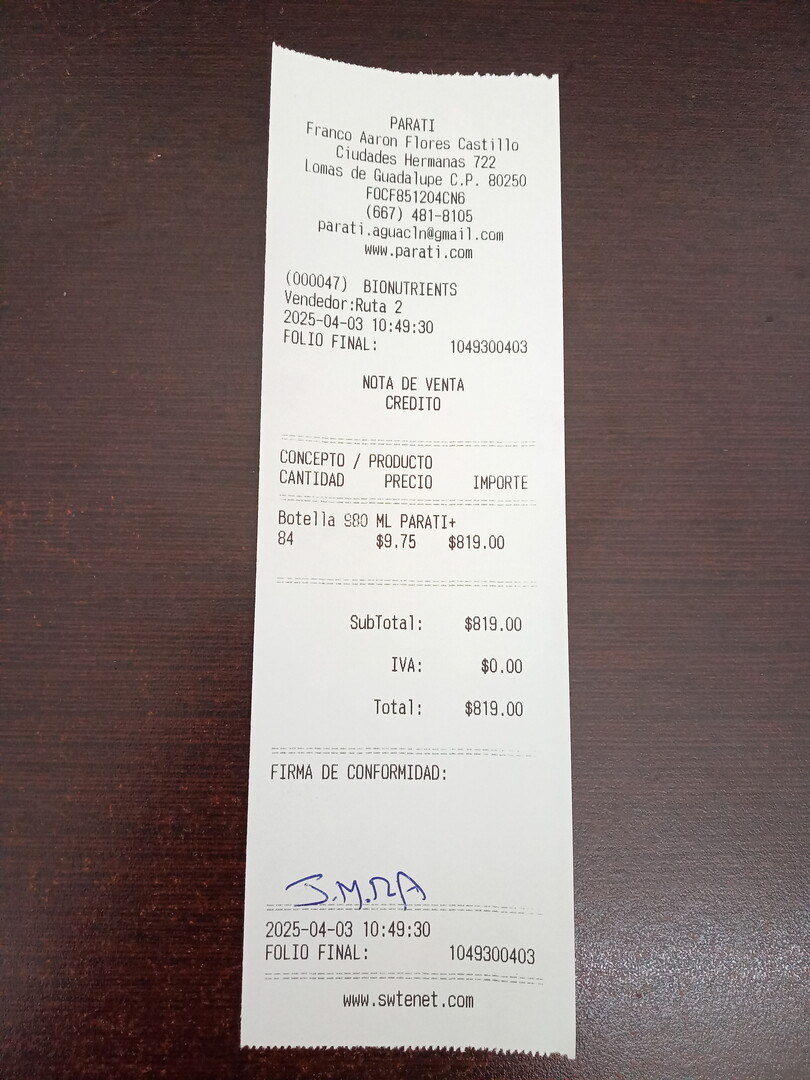 PARATI
Franco Aaron Flores Castillo
Ciudades Hermanas 722
Lomas de Guadalupe C.P. 80250
FOCF851204CN6
(667) 481-8105
parati.aguacln@gmail.com
www.parati.com
(000047) BIONUTRIENTS
Vendedor:Ruta 2
2025-04-03 10:49:30
FOLIO FINAL: 1049300403
NOTA DE VENTA
CREDITO
CONCEPTO / PRODUCTO
CANTIDAD PRECIO IMPORTE
Botella 980 ML PARATI+
84 $9.75 $819.00
SubTotal: $819.00
IVA: $0.00
Total: $819.00
FIRMA DE CONFORMIDAD:
2025-04-03 10:49:30
FOLIO FINAL: 1049300403
www.swtenet.com